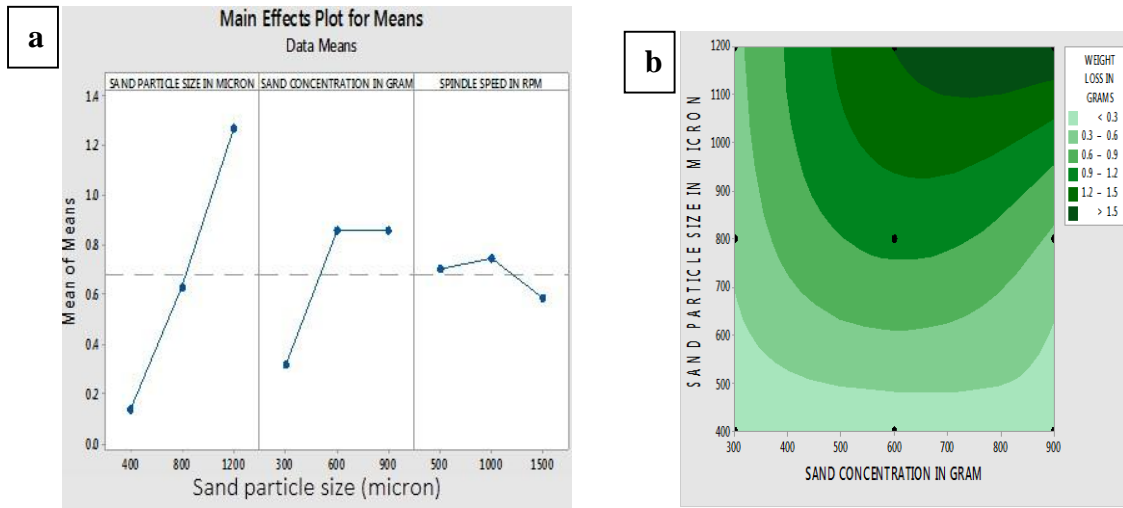 a
Main Effects Plot for Means
Data Means
SAND PARTICLE SIZE IN MICRON SAND CONCENTRATION IN GRAM SPINDLE SPEED IN RPM
Mean of Means
1.4
1.2
1.0
0.8
0.6
0.4
0.2
0.0
400 800 1200 300 600 900 500 1000 1500
Sand particle size (micron)
b
SAND PARTICLE SIZE IN MICRON
1200
1100
1000
900
800
700
600
500
400
300 400 500 600 700 800 900
SAND CONCENTRATION IN GRAM
WEIGHT
LOSS IN
GRAMS
< 0.3
0.3 – 0.6
0.6 – 0.9
0.9 – 1.2
1.2 – 1.5
> 1.5